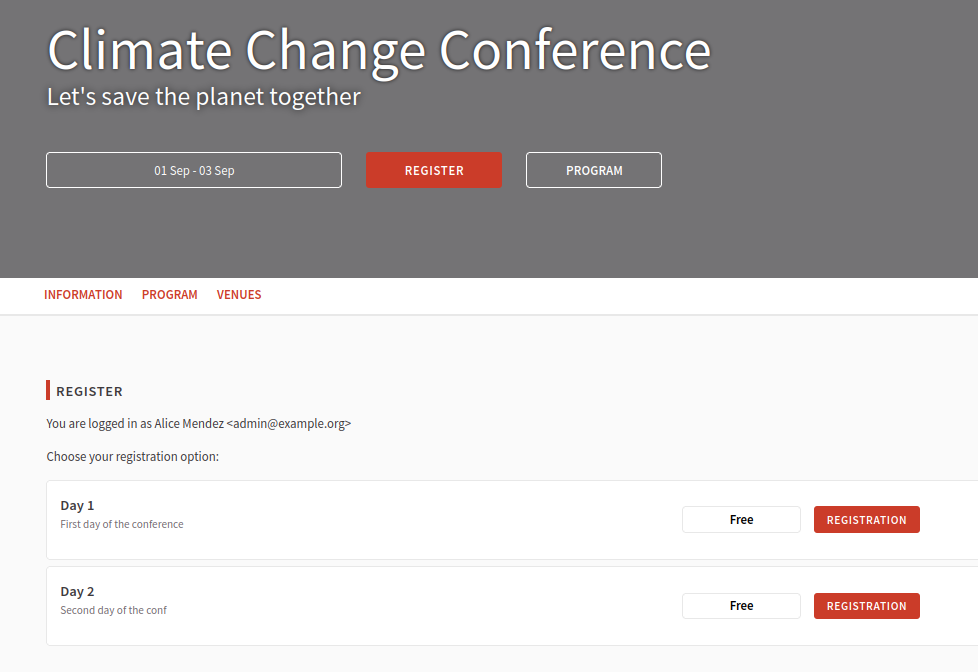 Climate Change Conference
Let's save the planet together
01 Sep - 03 Sep
REGISTER
PROGRAM
INFORMATION PROGRAM VENUES
REGISTER
You are logged in as Alice Mendez <admin@example.org>
Choose your registration option:
Day 1
First day of the conference
Free
REGISTRATION
Day 2
Second day of the conf
Free
REGISTRATION